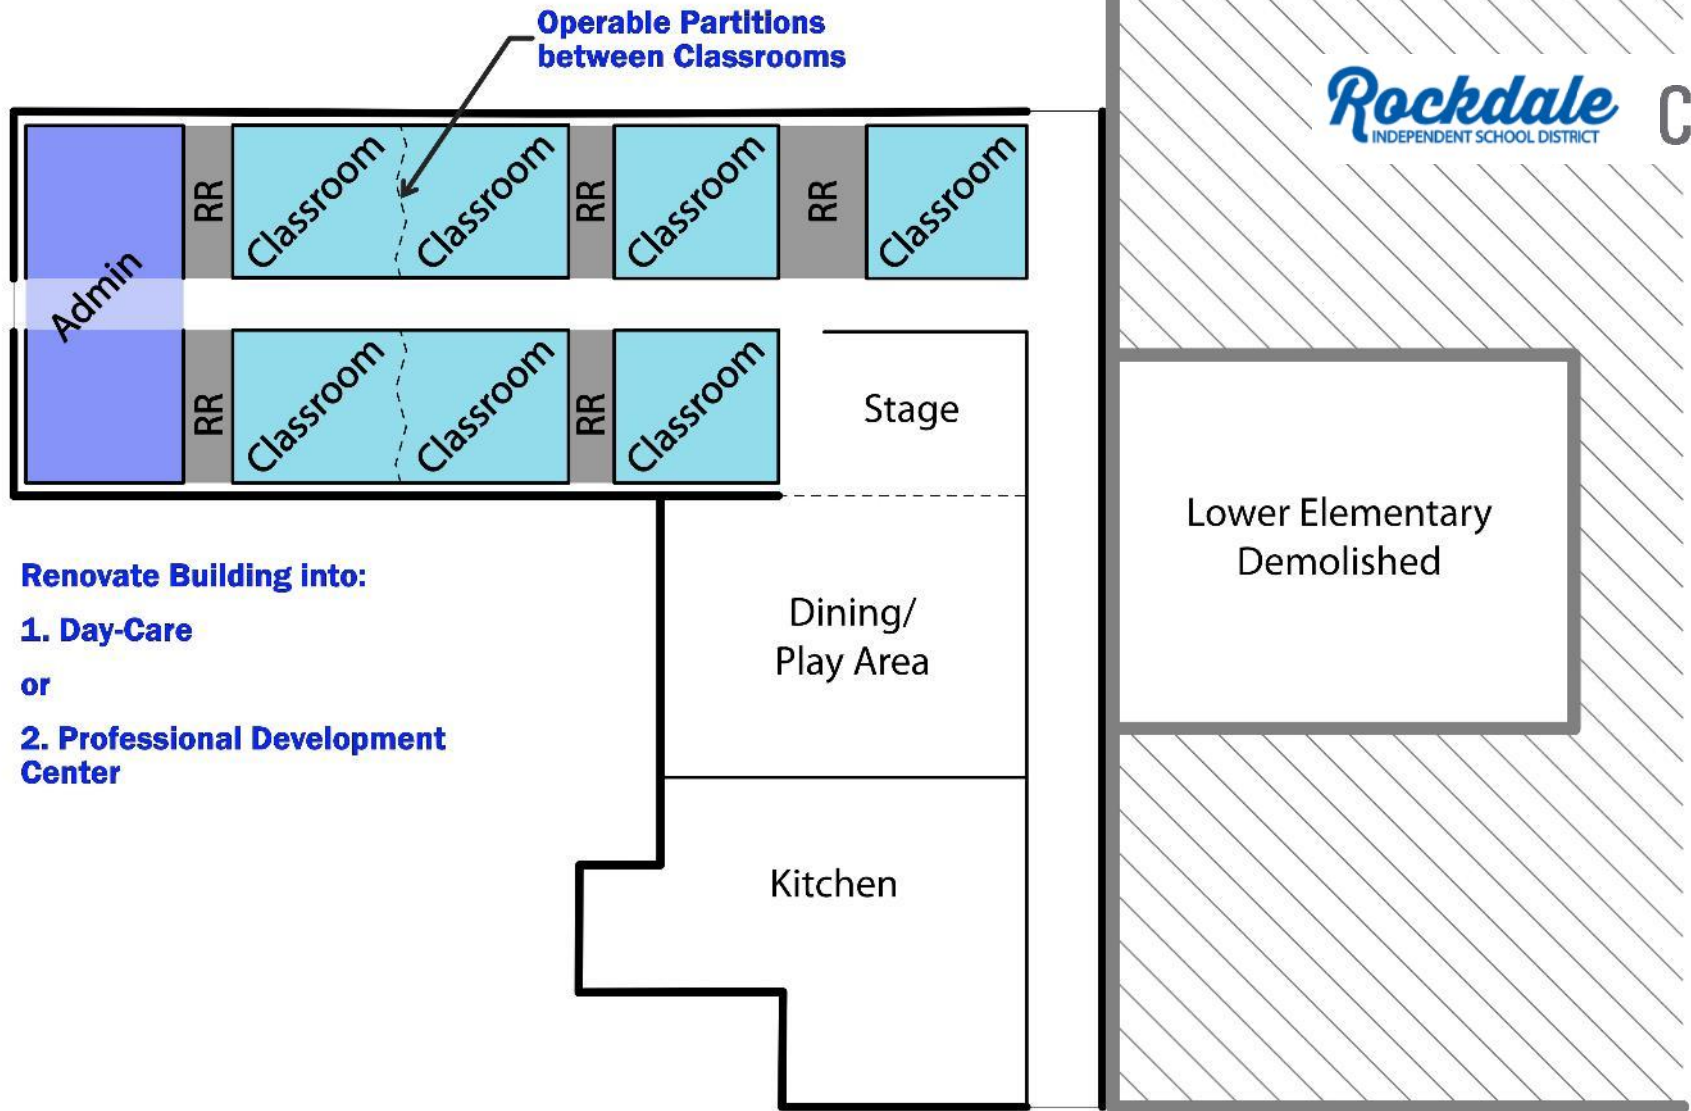 Operable Partitions
between Classrooms
Rockdale
INDEPENDENT SCHOOL DISTRICT
C
Admin
RR
Classroom
Classroom
RR
Classroom
RR
Classroom
RR
Classroom
Classroom
RR
Classroom
Stage
Lower Elementary
Demolished
Renovate Building into:
1. Day-Care
or
2. Professional Development
Center
Dining/
Play Area
Kitchen